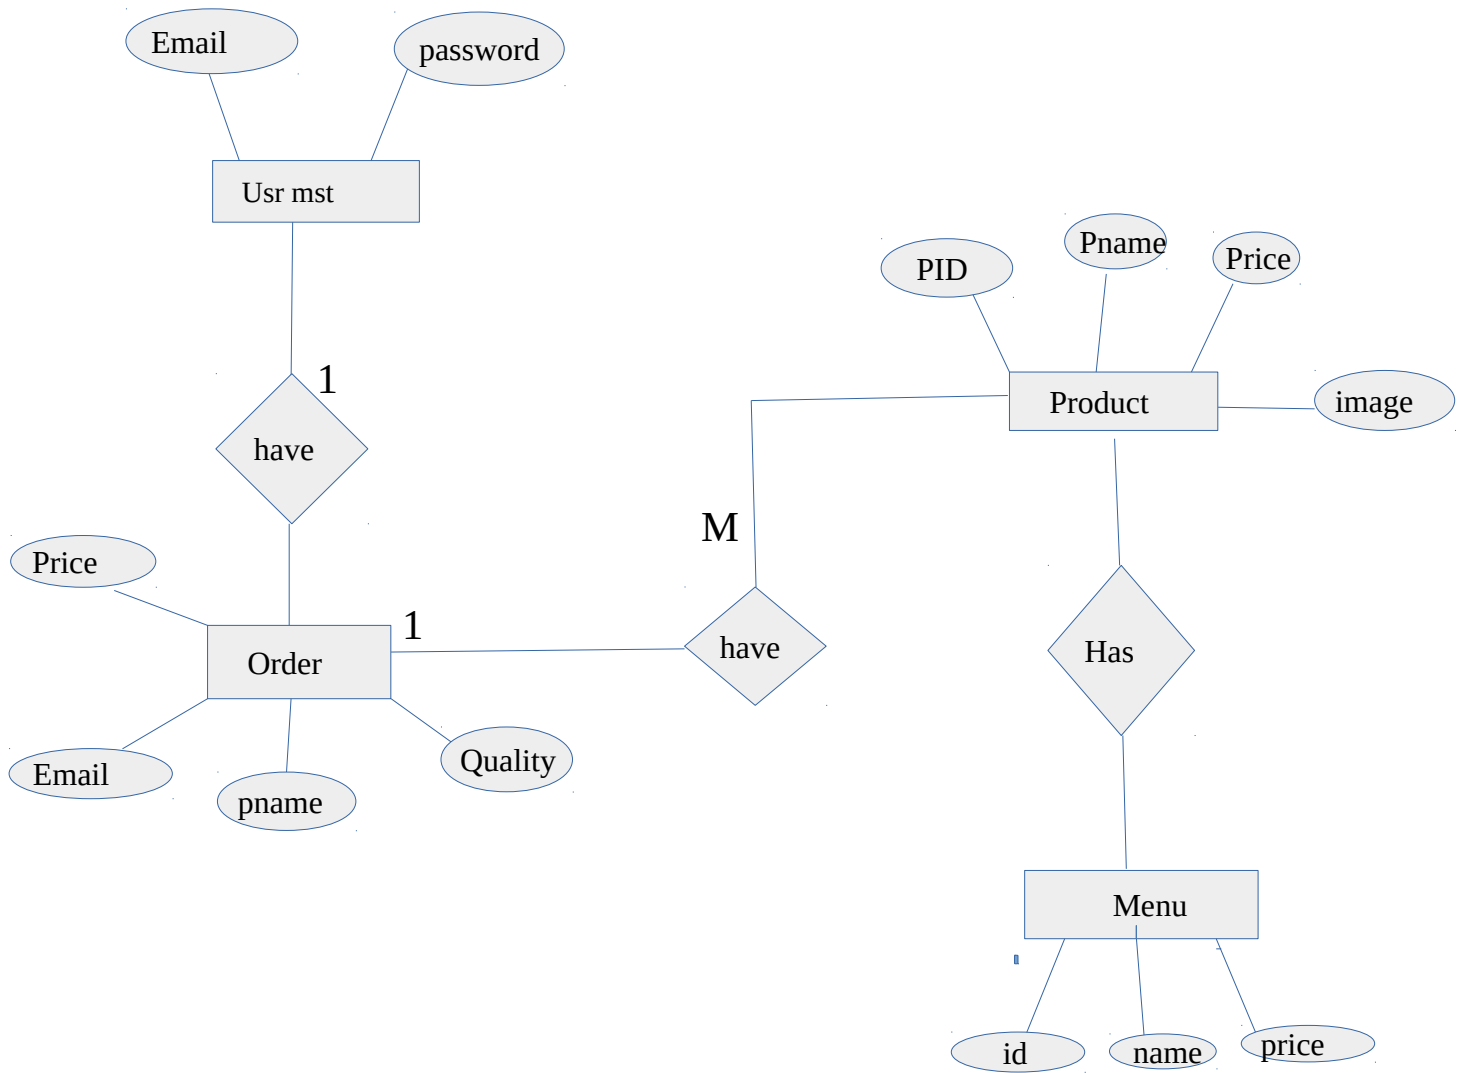 Email
password
Usr mst
Pname
Price
PID
1
Product
image
have
M
Price
1
have
Has
Order
Quality
Email
pname
Menu
id
name
price